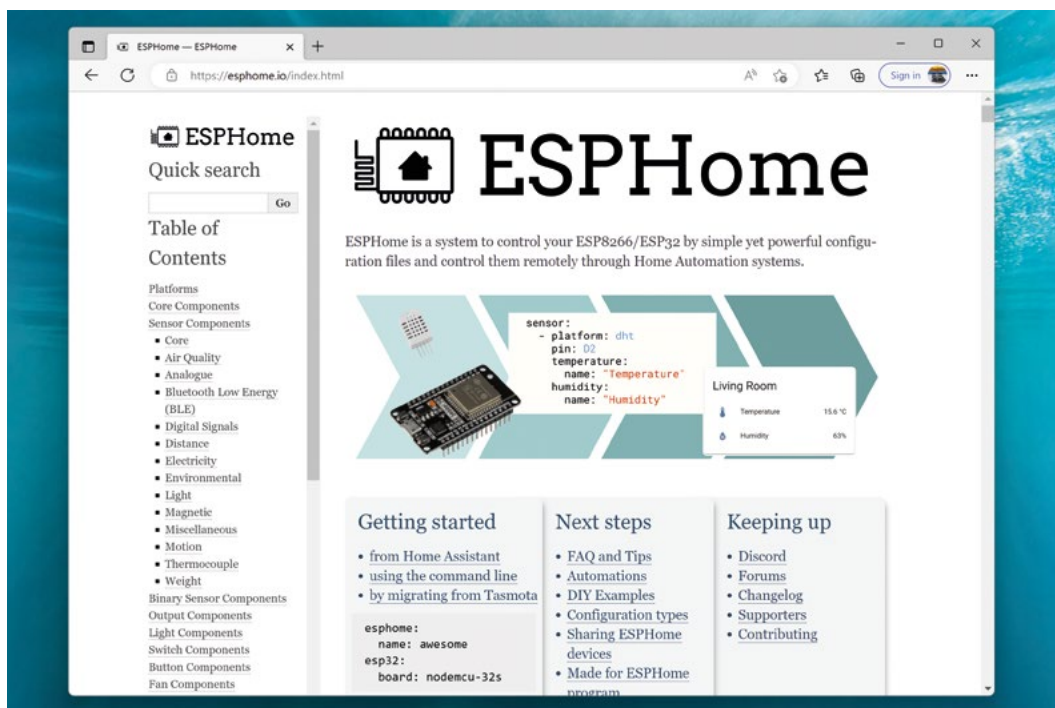 ESPHome — ESPHome
https://esphome.io/index.html
Sign in
ESPHome
Quick search
Go
Table of
Contents
Platforms
Core Components
Sensor Components
Core
Air Quality
Analogue
Bluetooth Low Energy
(BLE)
Digital Signals
Distance
Electricity
Environmental
Light
Magnetic
Miscellaneous
Motion
Thermocouple
Weight
Binary Sensor Components
Output Components
Light Components
Switch Components
Button Components
Fan Components
ESPHome
ESPHome is a system to control your ESP8266/ESP32 by simple yet powerful configu-
ration files and control them remotely through Home Automation systems.
sensor:
- platform: dht
pin: D2
temperature:
name: "Temperature"
humidity:
name: "Humidity"
Living Room
Temperature 15.6 °C
Humidity 63%
Getting started
• from Home Assistant
• using the command line
• by migrating from Tasmota
esphome:
name: awesome
esp32:
board: nodemcu-32s
Next steps
• FAQ and Tips
• Automations
• DIY Examples
• Configuration types
• Sharing ESPHome
devices
• Made for ESPHome
program
Keeping up
• Discord
• Forums
• Changelog
• Supporters
• Contributing